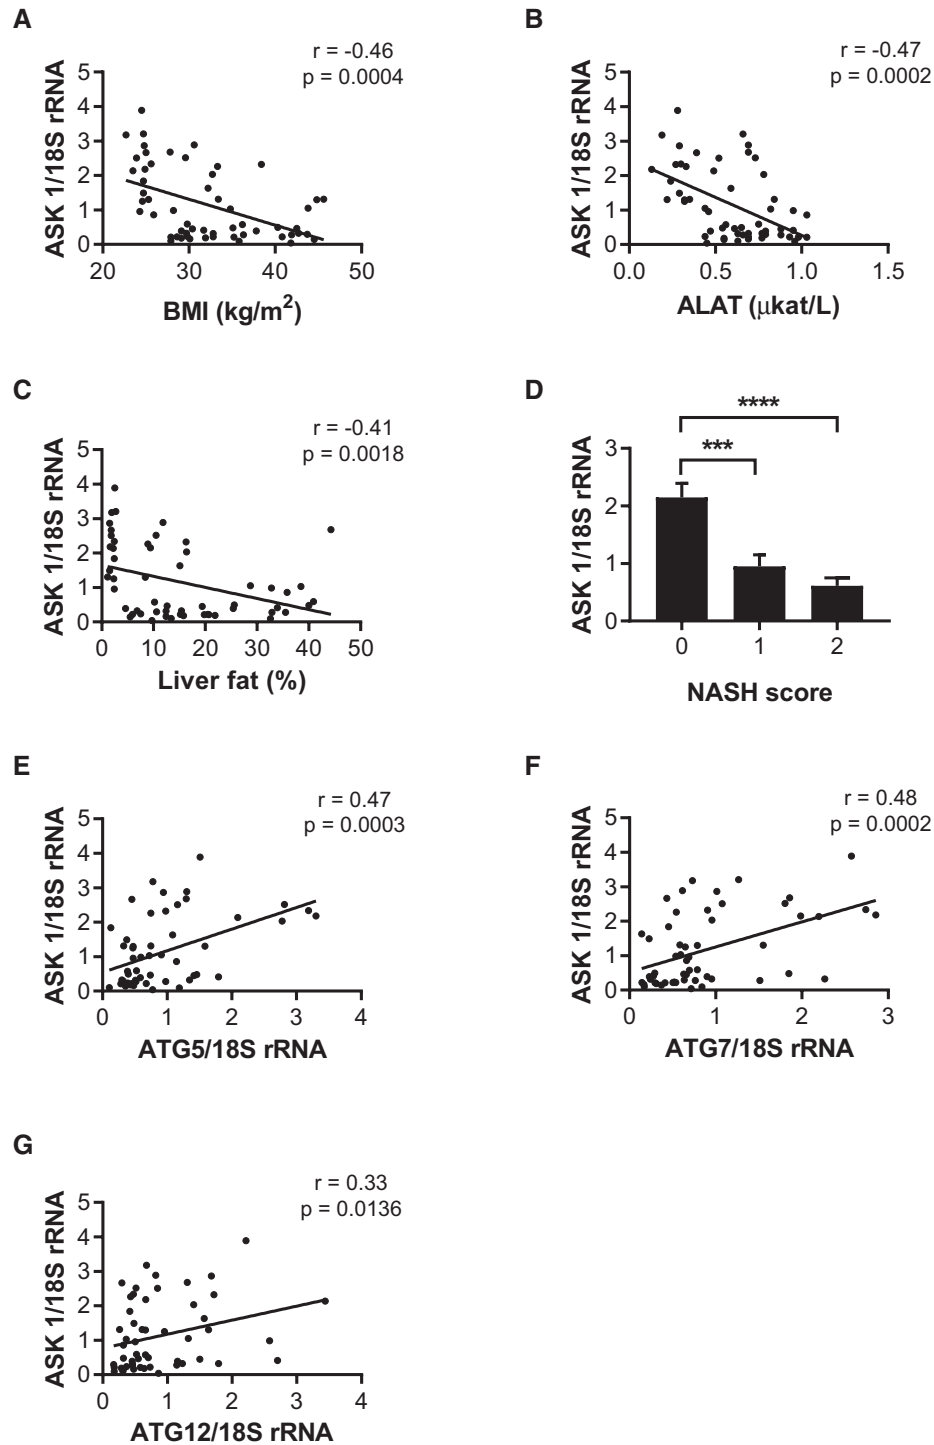 A
r = -0.46
p = 0.0004
ASK 1/18S rRNA
5
4
3
2
1
0
20 30 40 50
BMI (kg/m²)
B
r = -0.47
p = 0.0002
ASK 1/18S rRNA
5
4
3
2
1
0
0.0 0.5 1.0 1.5
ALAT (μkat/L)
C
r = -0.41
p = 0.0018
ASK 1/18S rRNA
5
4
3
2
1
0
0 10 20 30 40 50
Liver fat (%)
D
****
***
ASK 1/18S rRNA
3
2
1
0
0 1 2
NASH score
E
r = 0.47
p = 0.0003
ASK 1/18S rRNA
5
4
3
2
1
0
0 1 2 3 4
ATG5/18S rRNA
F
r = 0.48
p = 0.0002
ASK 1/18S rRNA
5
4
3
2
1
0
0 1 2 3
ATG7/18S rRNA
G
r = 0.33
p = 0.0136
ASK 1/18S rRNA
5
4
3
2
1
0
0 1 2 3 4
ATG12/18S rRNA